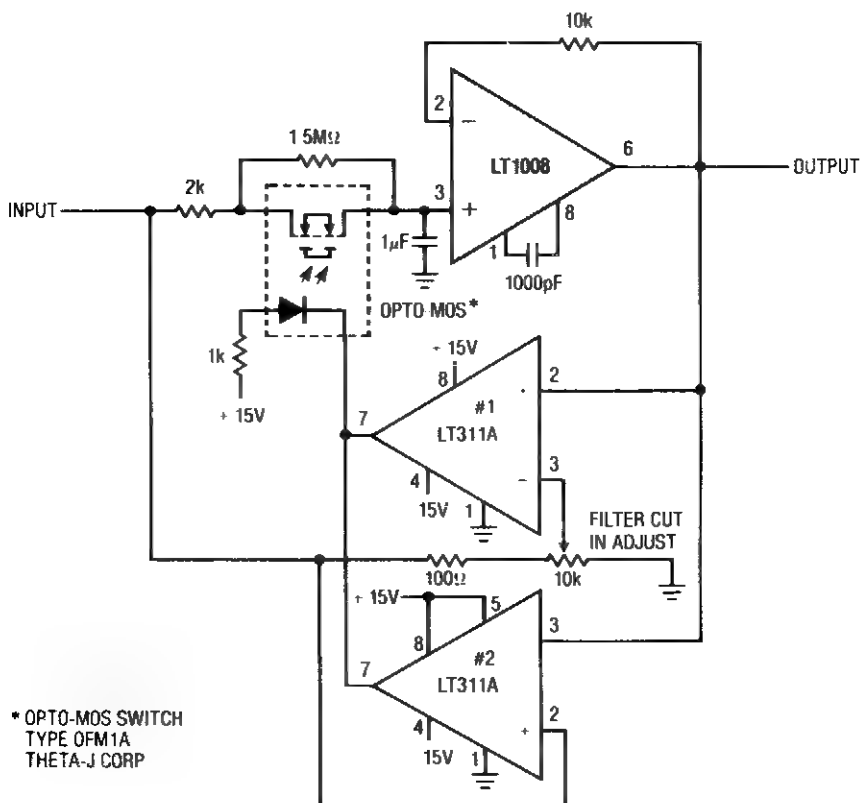 10k
2
−
LT1008
6
OUTPUT
1 5MΩ
2k
INPUT
3
+
8
1
1μF
1000pF
OPTO MOS*
1k
+ 15V
+ 15V
8
2
#1
LT311A
7
3
−
4
15V
1
FILTER CUT
IN ADJUST
100Ω
10k
+ 15V
5
8
3
#2
LT311A
7
2
+
4
15V
1
* OPTO-MOS SWITCH
TYPE OFM1A
THETA-J CORP